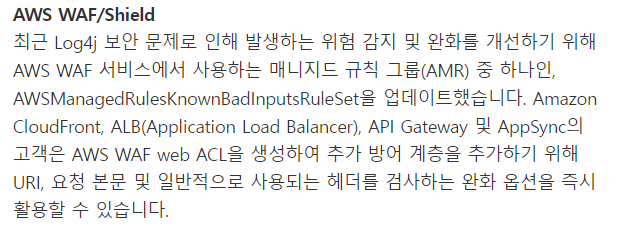 AWS WAF/Shield
최근 Log4j 보안 문제로 인해 발생하는 위험 감지 및 완화를 개선하기 위해
AWS WAF 서비스에서 사용하는 매니지드 규칙 그룹(AMR) 중 하나인,
AWSManagedRulesKnownBadInputsRuleSet을 업데이트했습니다. Amazon
CloudFront, ALB(Application Load Balancer), API Gateway 및 AppSync의
고객은 AWS WAF web ACL을 생성하여 추가 방어 계층을 추가하기 위해
URI, 요청 본문 및 일반적으로 사용되는 헤더를 검사하는 완화 옵션을 즉시
활용할 수 있습니다.